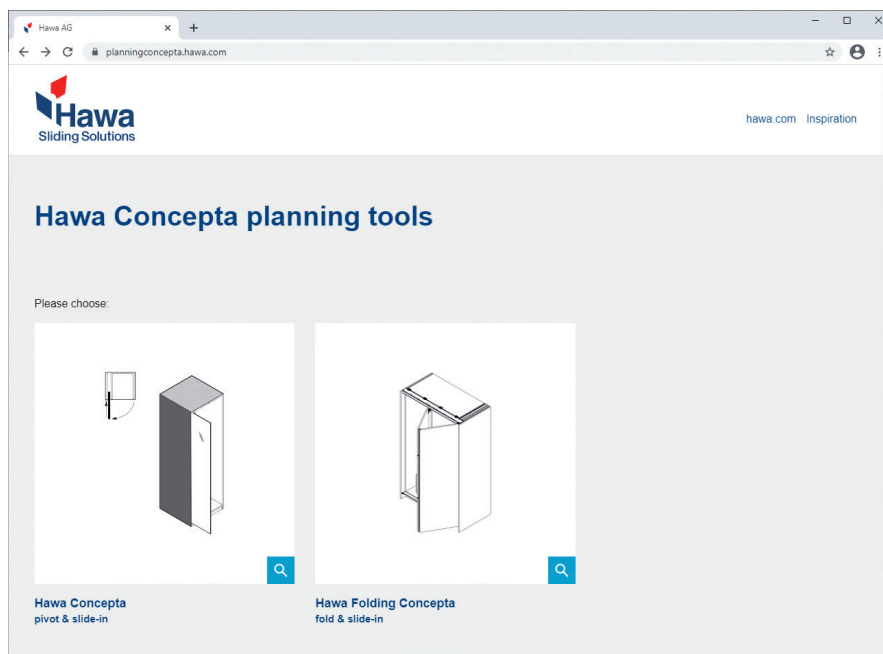 Hawa AG
planningconcepta.hawa.com
Hawa
Sliding Solutions
hawa.com Inspiration
Hawa Concepta planning tools
Please choose:
Hawa Concepta
pivot & slide-in
Hawa Folding Concepta
fold & slide-in